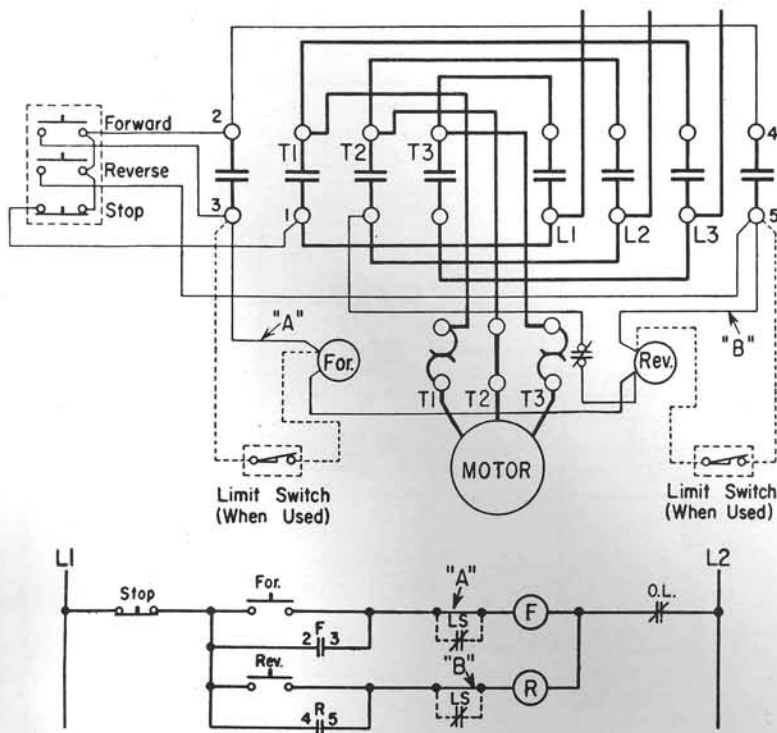 2
Forward
4
T1
T2
T3
Reverse
3
1
L1
L2
L3
5
Stop
"A"
"B"
For.
Rev.
T1
T2
T3
MOTOR
Limit Switch
(When Used)
Limit Switch
(When Used)
L1
L2
Stop
For.
"A"
O.L.
LS
F
2 F 3
Rev.
"B"
LS
R
4 R 5